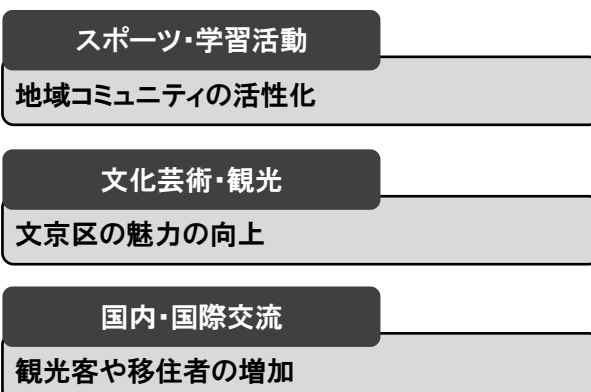 スポーツ・学習活動
地域コミュニティの活性化
文化芸術・観光
文京区の魅力の向上
国内・国際交流
観光客や移住者の増加